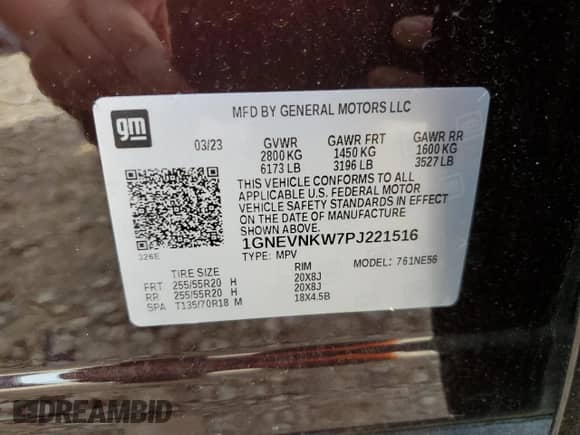 gm
MFD BY GENERAL MOTORS LLC
03/23 GVWR GAWR FRT GAWR RR
2800 KG 1450 KG 1600 KG
6173 LB 3196 LB 3527 LB
THIS VEHICLE CONFORMS TO ALL
APPLICABLE U.S. FEDERAL MOTOR
VEHICLE SAFETY STANDARDS IN EFFECT
ON THE DATE OF MANUFACTURE
SHOWN ABOVE.
1GNEVNKW7PJ221516
326E
TYPE: MPV MODEL: 761NE56
TIRE SIZE RIM
FRT 255/55R20 H 20X8J
RR 255/55R20 H 20X8J
SPA T135/70R18 M 18X4.5B
DREAMBID